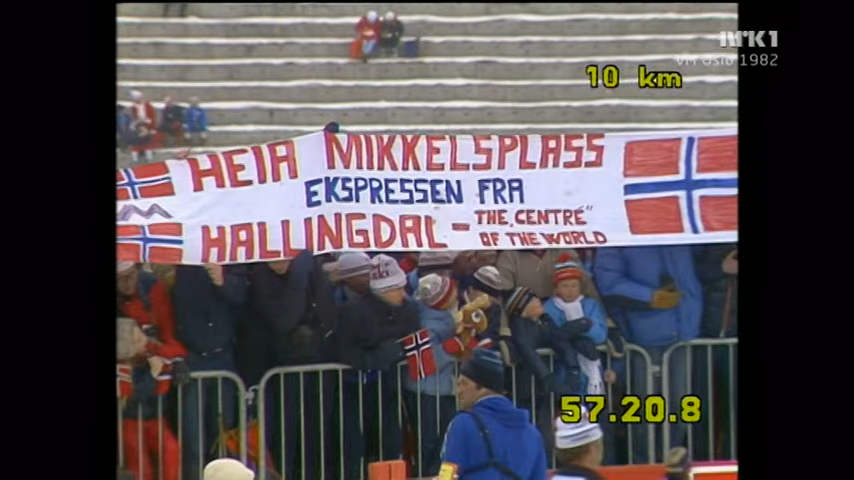 NRK1
VM Oslo 1982
10 km
HEIA MIKKELSPLASS
EKSPRESSEN FRA
HALLINGDAL - THE „CENTRE"
OF THE WORLD
57.20.8